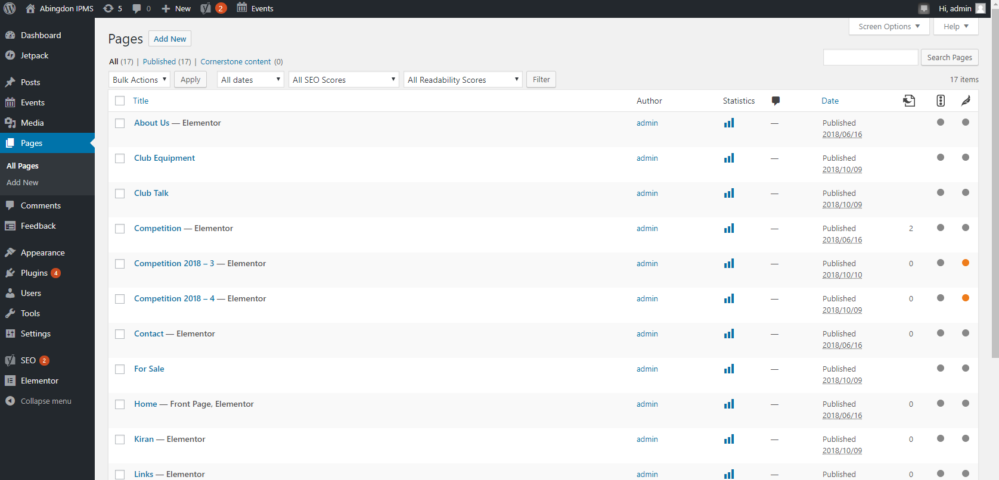 Abingdon IPMS 5 0 New 2 Events Hi, admin
Dashboard
Jetpack
Posts
Events
Media
Pages
All Pages
Add New
Comments
Feedback
Appearance
Plugins 4
Users
Tools
Settings
SEO 2
Elementor
Collapse menu
Screen Options Help
Pages Add New
All (17) | Published (17) | Cornerstone content (0)
Search Pages
Bulk Actions Apply All dates All SEO Scores All Readability Scores Filter 17 items
Title Author Statistics Date
About Us — Elementor admin — Published
2018/06/16
Club Equipment admin — Published
2018/10/09
Club Talk admin — Published
2018/10/09
Competition — Elementor admin — Published 2
2018/06/16
Competition 2018 – 3 — Elementor admin — Published 0
2018/10/10
Competition 2018 – 4 — Elementor admin — Published 0
2018/10/09
Contact — Elementor admin — Published 0
2018/06/16
For Sale admin — Published
2018/10/09
Home — Front Page, Elementor admin — Published 0
2018/06/16
Kiran — Elementor admin — Published 0
2018/10/09
Links — Elementor admin — Published 0